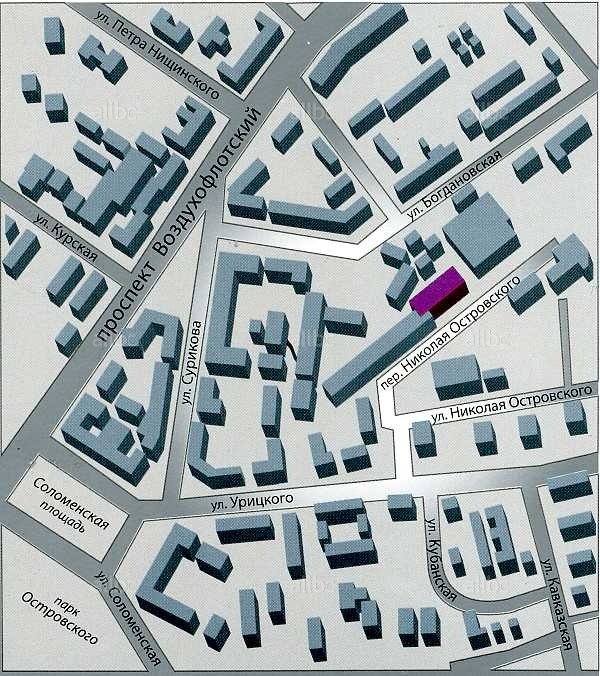 ул. Петра Нищинского
проспект Воздухофлотский
ул. Богдановская
ул. Курская
ул. Сурикова
пер. Николая Островского
ул. Николая Островского
ул. Урицкого
Соломенская
площадь
ул. Кубанская
ул. Кавказская
ул. Соломенская
парк
Островского